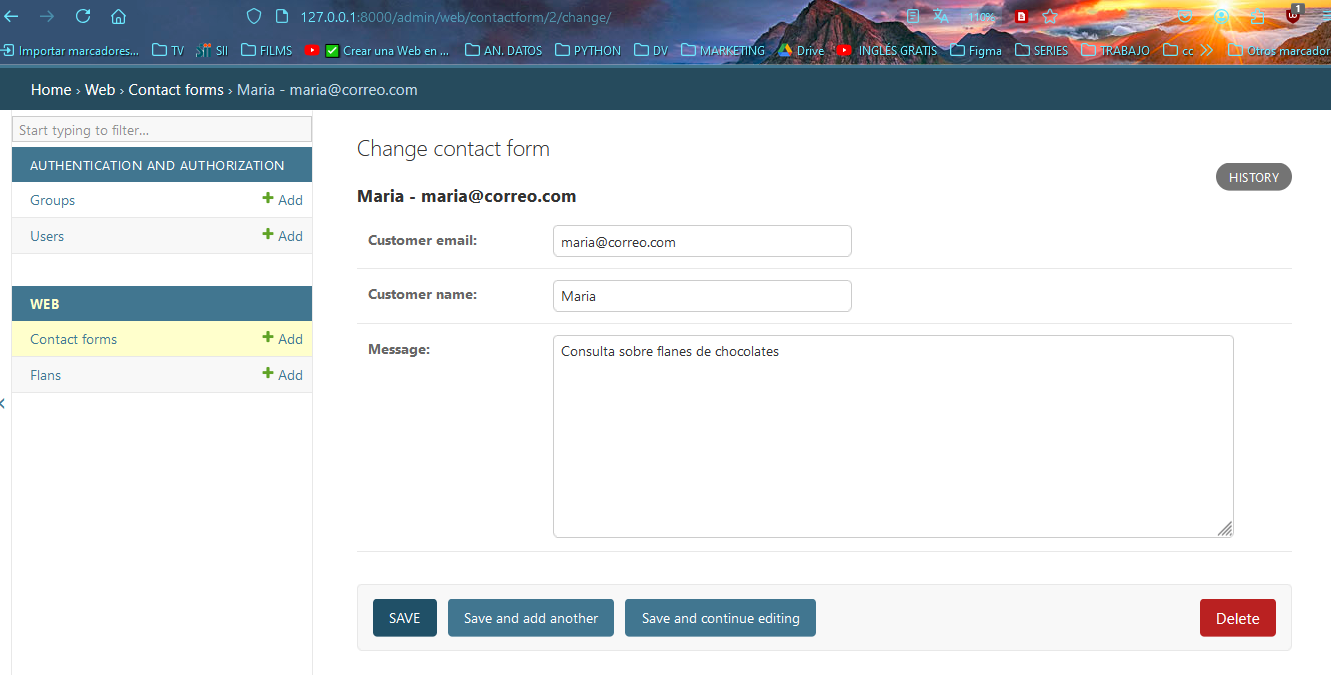 127.0.0.1:8000/admin/web/contactform/2/change/ 110%
Importar marcadores... TV SII FILMS Crear una Web en ... AN. DATOS PYTHON DV MARKETING Drive INGLÉS GRATIS Figma SERIES TRABAJO cc Otros marcador
1
Home › Web › Contact forms › Maria - maria@correo.com
Start typing to filter...
AUTHENTICATION AND AUTHORIZATION
Groups Add
Users Add
WEB
Contact forms Add
Flans Add
Change contact form
HISTORY
Maria - maria@correo.com
Customer email: maria@correo.com
Customer name: Maria
Message: Consulta sobre flanes de chocolates
SAVE Save and add another Save and continue editing Delete